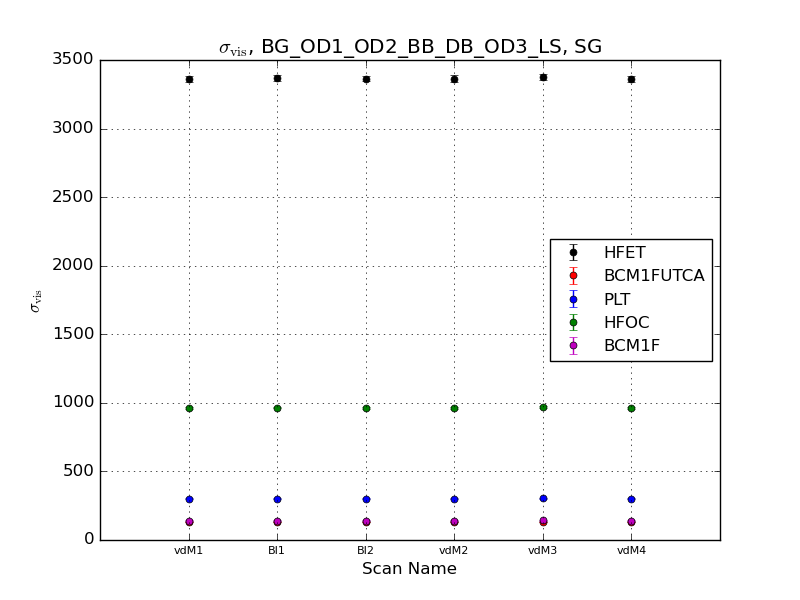 σvis, BG_OD1_OD2_BB_DB_OD3_LS, SG
3500
3000
2500
2000
1500
1000
500
0
σvis
HFET
BCM1FUTCA
PLT
HFOC
BCM1F
vdM1 BI1 BI2 vdM2 vdM3 vdM4
Scan Name